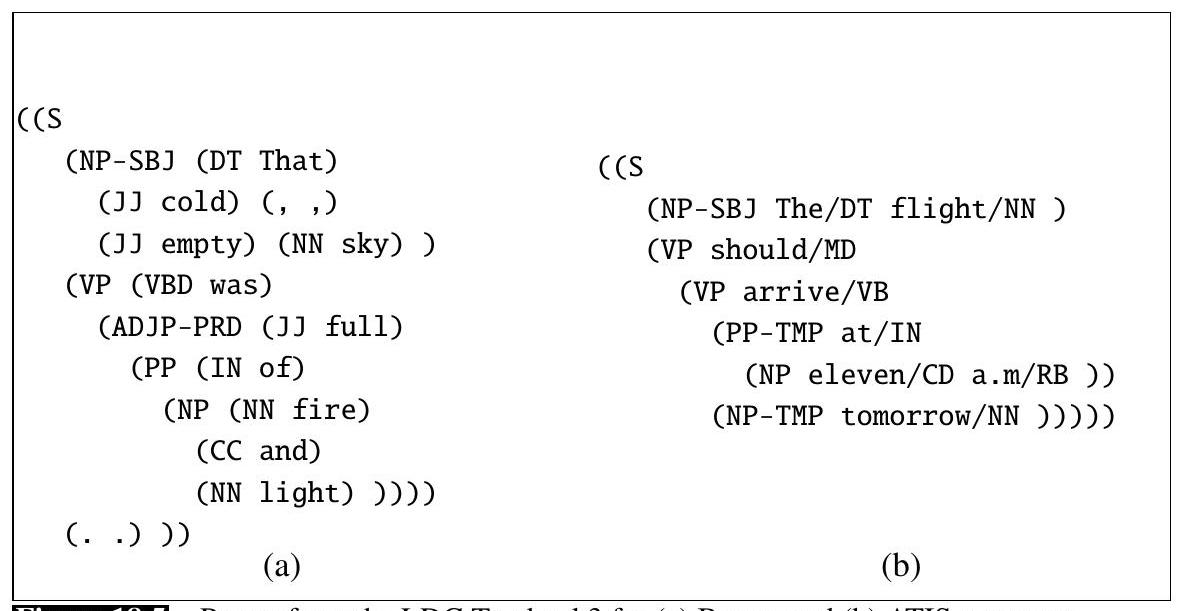 ((S
(NP-SBJ (DT That)
(JJ cold) (, ,)
(JJ empty) (NN sky) )
(VP (VBD was)
(ADJP-PRD (JJ full)
(PP (IN of)
(NP (NN fire)
(CC and)
(NN light) ))))
(. .) ))
(a)
((S
(NP-SBJ The/DT flight/NN )
(VP should/MD
(VP arrive/VB
(PP-TMP at/IN
(NP eleven/CD a.m/RB ))
(NP-TMP tomorrow/NN )))))
(b)